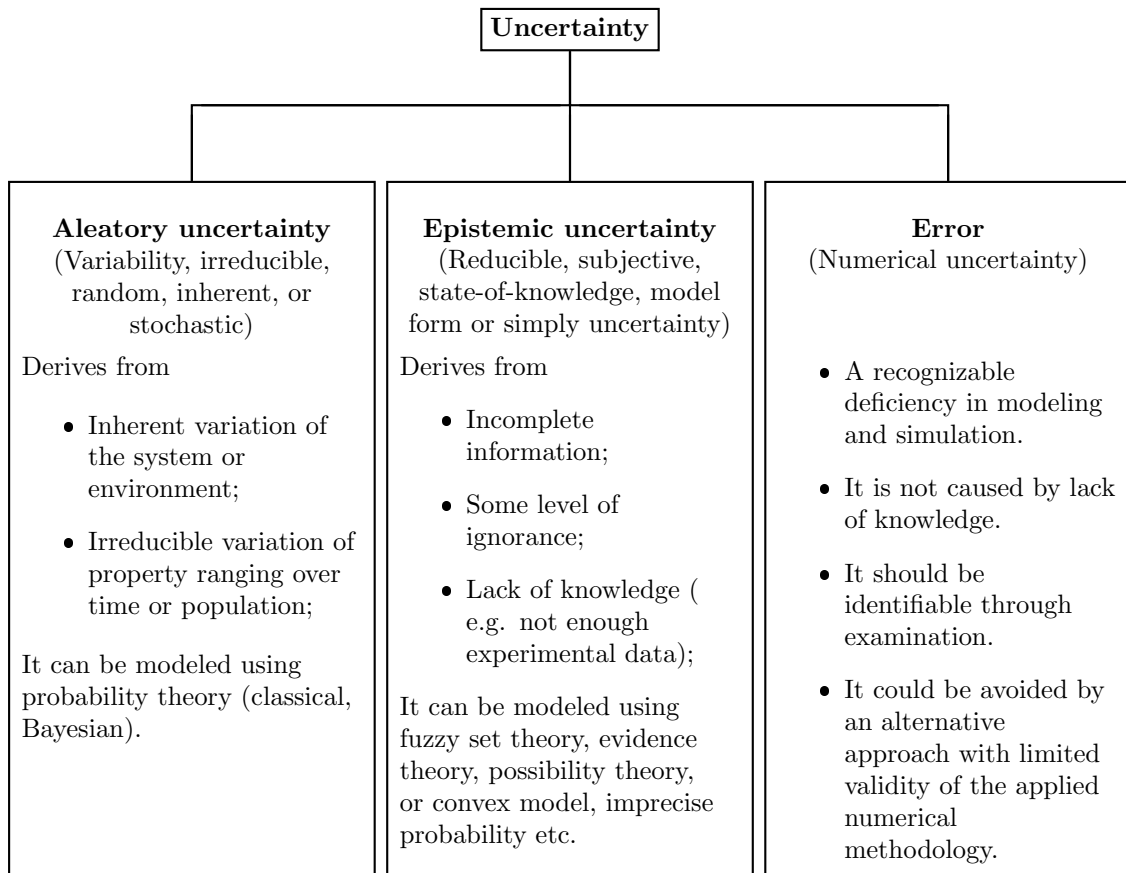 Uncertainty
Aleatory uncertainty
(Variability, irreducible,
random, inherent, or
stochastic)
Derives from
• Inherent variation of
the system or
environment;
• Irreducible variation of
property ranging over
time or population;
It can be modeled using
probability theory (classical,
Bayesian).
Epistemic uncertainty
(Reducible, subjective,
state-of-knowledge, model
form or simply uncertainty)
Derives from
• Incomplete
information;
• Some level of
ignorance;
• Lack of knowledge (
e.g. not enough
experimental data);
It can be modeled using
fuzzy set theory, evidence
theory, possibility theory,
or convex model, imprecise
probability etc.
Error
(Numerical uncertainty)
• A recognizable
deficiency in modeling
and simulation.
• It is not caused by lack
of knowledge.
• It should be
identifiable through
examination.
• It could be avoided by
an alternative
approach with limited
validity of the applied
numerical
methodology.